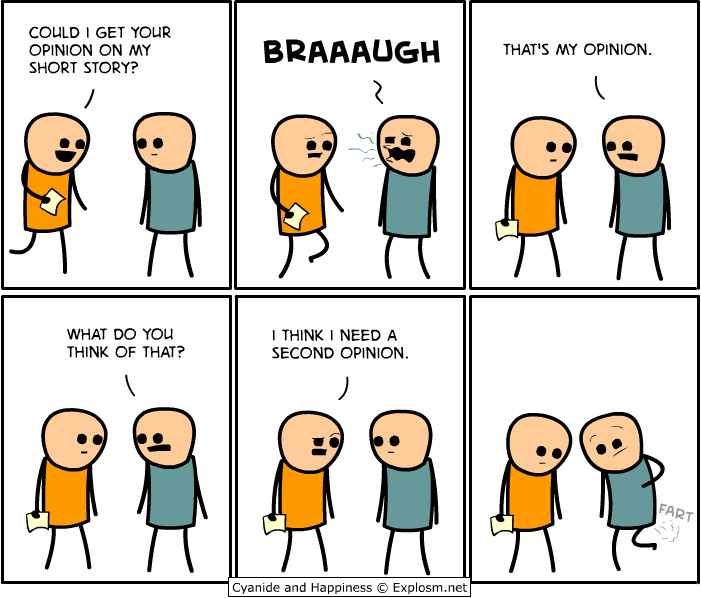 COULD I GET YOUR
OPINION ON MY
SHORT STORY?
BRAAAUGH
THAT'S MY OPINION.
WHAT DO YOU
THINK OF THAT?
I THINK I NEED A
SECOND OPINION.
FART
Cyanide and Happiness © Explosm.net